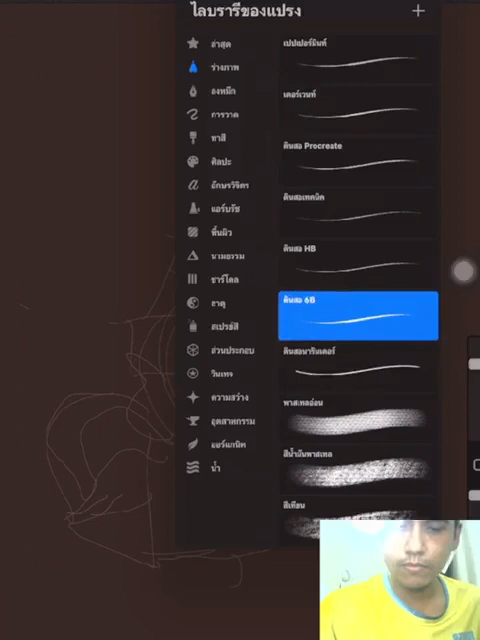 ไลบรารีของแปรง
ล่าสุด
ร่างภาพ
ลงหมึก
การวาด
ทาสี
ศิลปะ
อักษรวิจิตร
แอร์บรัช
พื้นผิว
นามธรรม
ชาร์โคล
ธาตุ
สเปรย์สี
ส่วนประกอบ
วินเทจ
ความสว่าง
อุตสาหกรรม
ออร์แกนิค
น้ำ
เปปเปอร์มินท์
เดอร์เวนท์
ดินสอ Procreate
ดินสอเทคนิค
ดินสอ HB
ดินสอ 6B
ดินสอนารินเดอร์
พาสเทลอ่อน
สีน้ำมันพาสเทล
สีเทียน